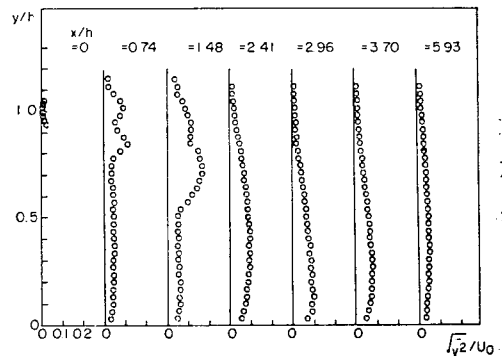 y/h
x/h
=0 =0.74 =1.48 =2.41 =2.96 =3.70 =5.93
1.0
0.5
0
0 0.1 0.2 0 0 0 0 0 0 √v²/U₀